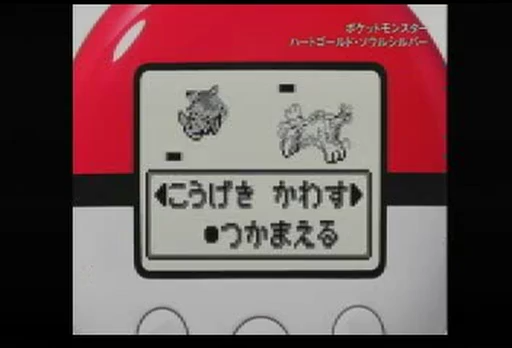 ポケットモンスター
ハートゴールド・ソウルシルバー
◀こうげき かわす▶
●つかまえる